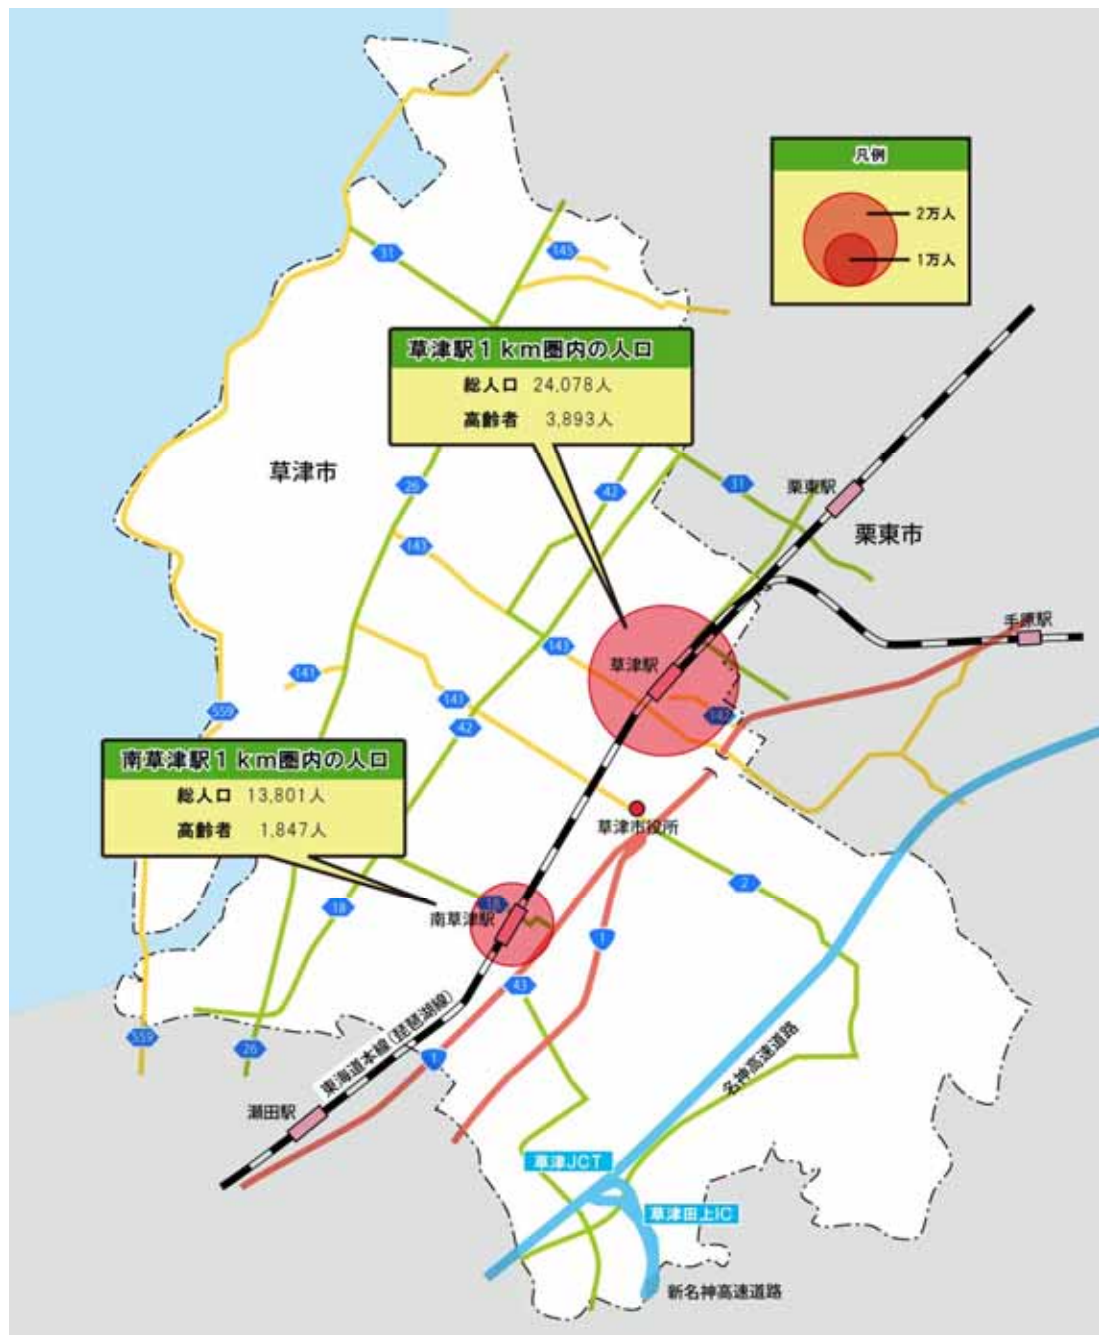 凡例
2万人
1万人
31
145
草津駅1km圏内の人口
総人口 24,078人
高齢者 3,893人
草津市
26
42
31
栗東駅
栗東市
143
手原駅
143
草津駅
141
143
559
42
142
南草津駅1km圏内の人口
総人口 13,801人
高齢者 1,847人
草津市役所
2
18
18
南草津駅
1
43
559
26
東海道本線(琵琶湖線)
1
名神高速道路
瀬田駅
草津JCT
草津田上IC
新名神高速道路